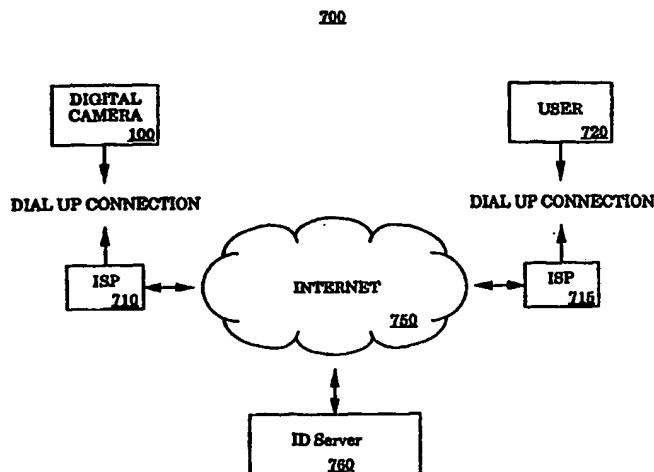 700
DIGITAL
CAMERA
100
USER
720
DIAL UP CONNECTION
DIAL UP CONNECTION
ISP
710
INTERNET
750
ISP
715
ID Server
760